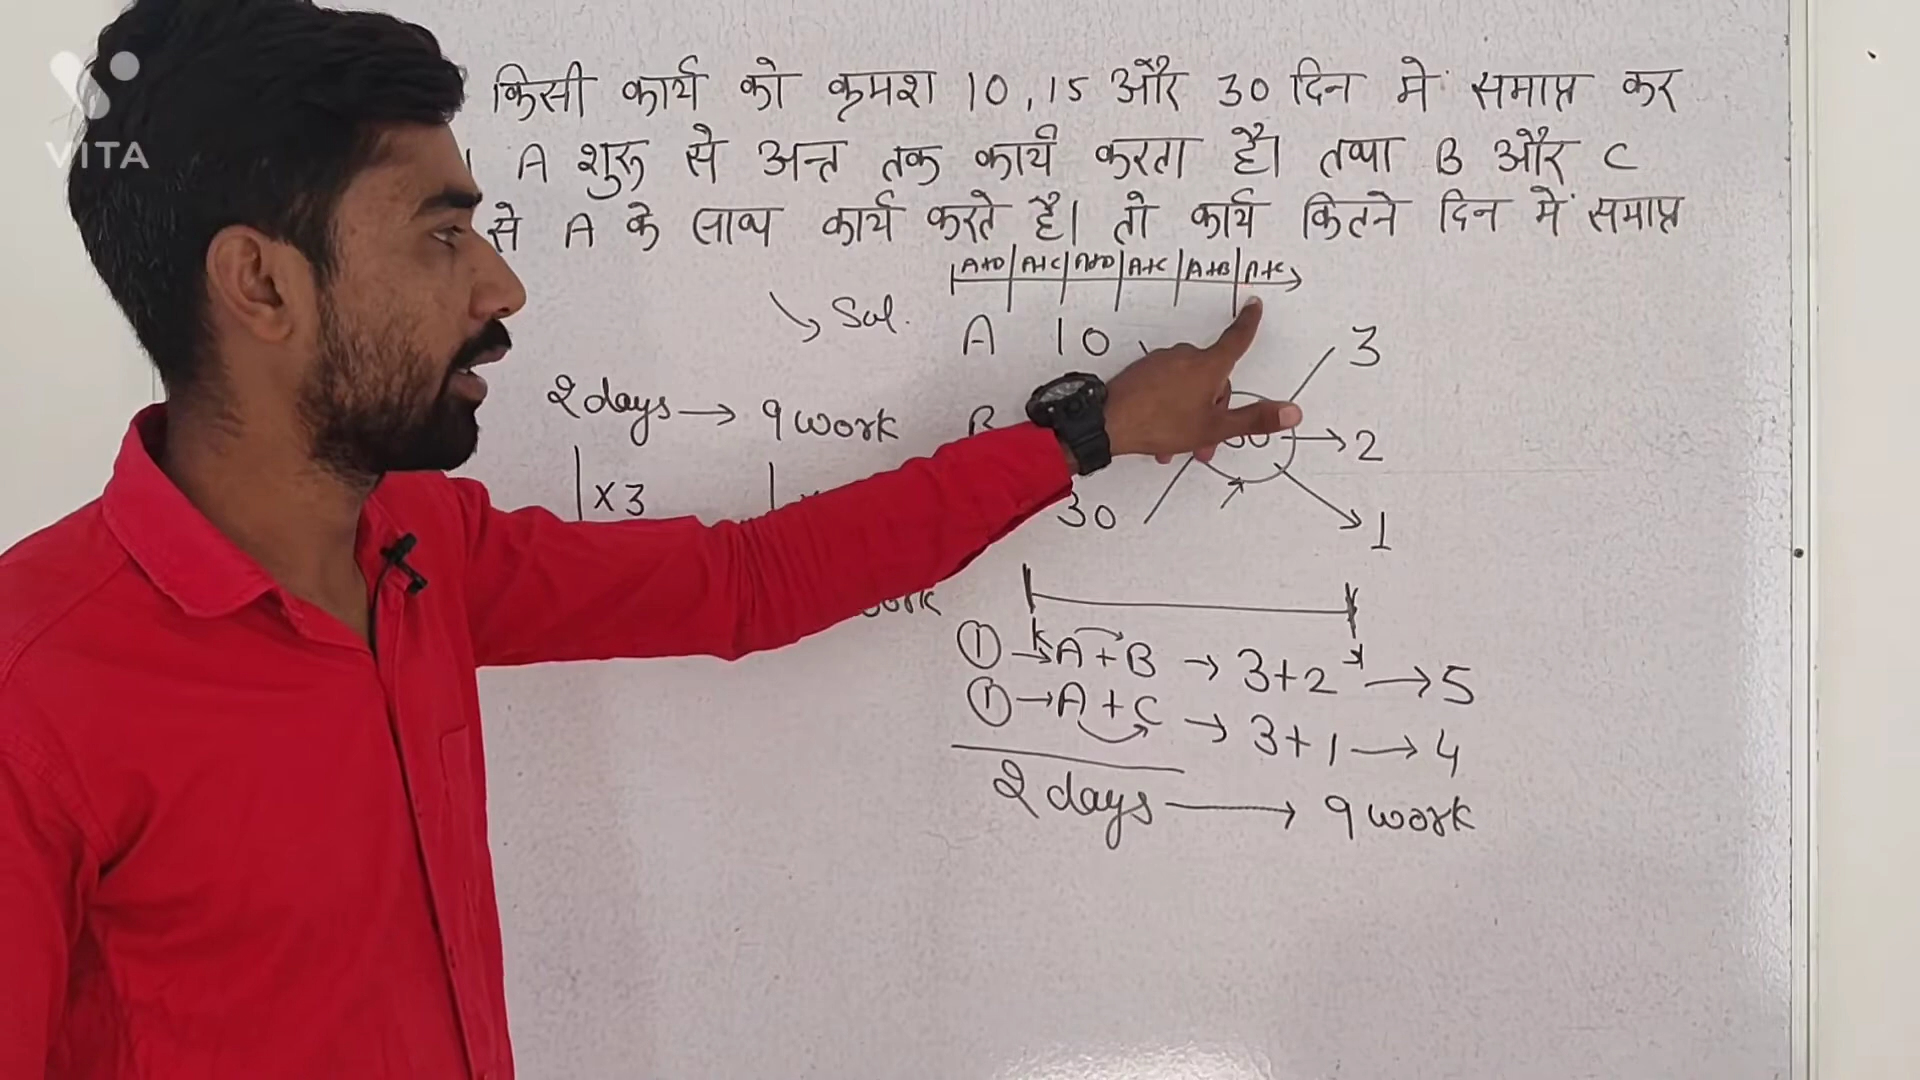 VITA
किसी कार्य को क्रमश 10, 15 और 30 दिन मे समाप्त कर
A शुरू से अन्त तक कार्य करता है। तथा B और C
से A के साथ कार्य करते है। तो कार्य कितने दिन में समाप्त
A+C A+C A+B A+C
Sol.
A 10 3
2 days → 9 work
B → 2
×3
30 1
work
① → A+B → 3+2 → 5
① → A+C → 3+1 → 4
2 days → 9 work